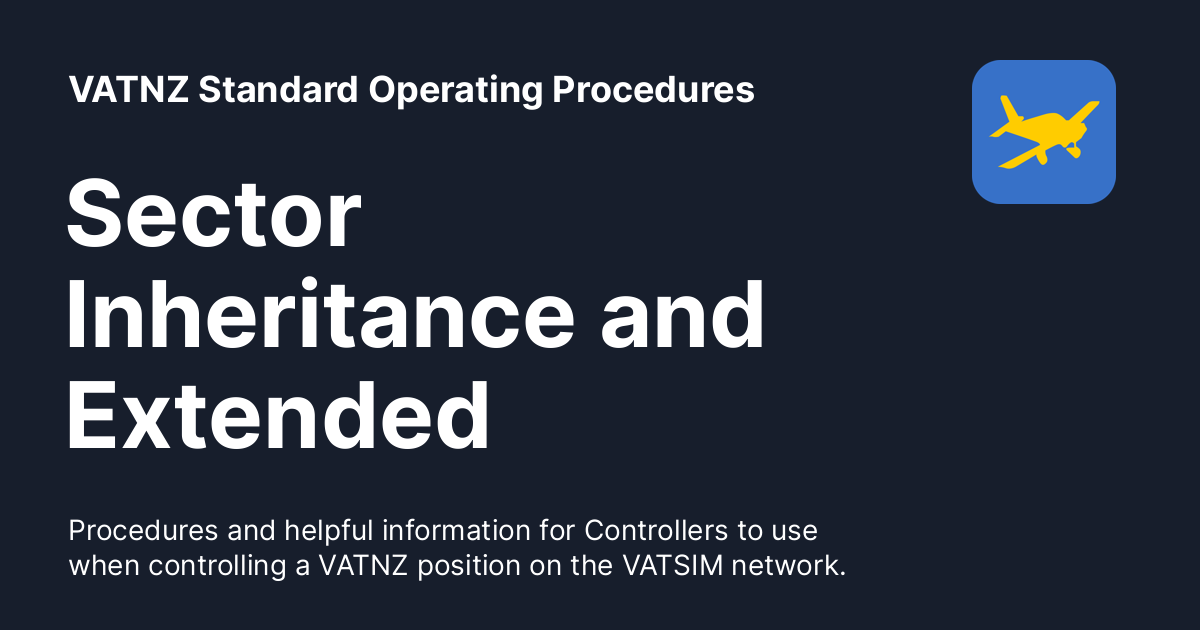 VATNZ Standard Operating Procedures
Sector
Inheritance and
Extended
Procedures and helpful information for Controllers to use
when controlling a VATNZ position on the VATSIM network.